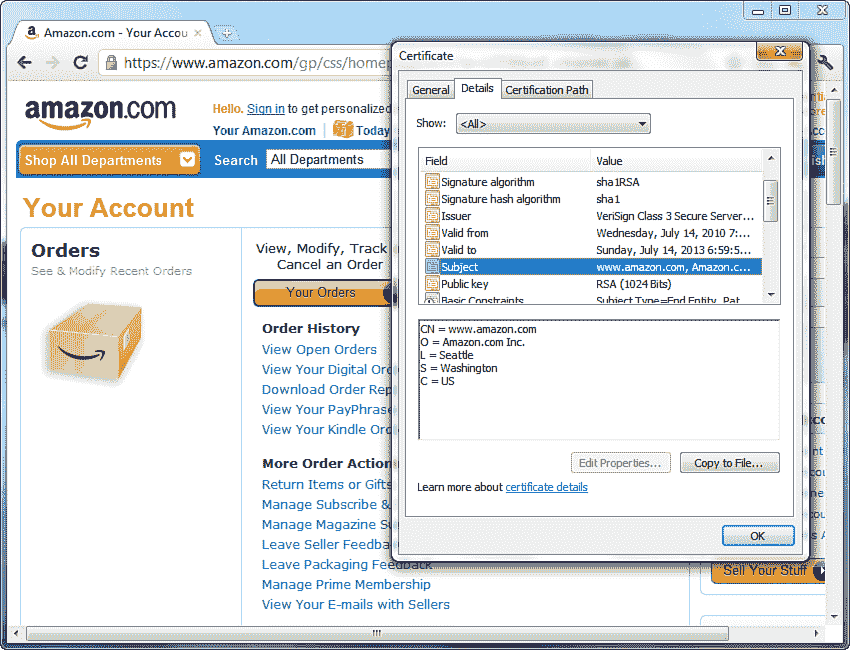 Amazon.com - Your Accou
https://www.amazon.com/gp/css/homep
amazon.com
Hello. Sign in to get personalized
Your Amazon.com
Today
Shop All Departments
Search
All Departments
Your Account
Orders
See & Modify Recent Orders
View, Modify, Track
Cancel an Order
Your Orders
Order History
View Open Orders
View Your Digital Orc
Download Order Rep
View Your PayPhrase
View Your Kindle Orc
More Order Action
Return Items or Gifts
Manage Subscribe &
Manage Magazine Su
Leave Seller Feedba
Leave Packaging Feedback
Manage Prime Membership
View Your E-mails with Sellers
Certificate
General
Details
Certification Path
Show:
<All>
Field Value
Signature algorithm sha1RSA
Signature hash algorithm sha1
Issuer VeriSign Class 3 Secure Server...
Valid from Wednesday, July 14, 2010 7:...
Valid to Sunday, July 14, 2013 6:59:5...
Subject www.amazon.com, Amazon.c...
Public key RSA (1024 Bits)
Basic Constraints Subject Type=End Entity, Pat
CN = www.amazon.com
O = Amazon.com Inc.
L = Seattle
S = Washington
C = US
Edit Properties...
Copy to File...
Learn more about certificate details
OK
Sell Your Stuff